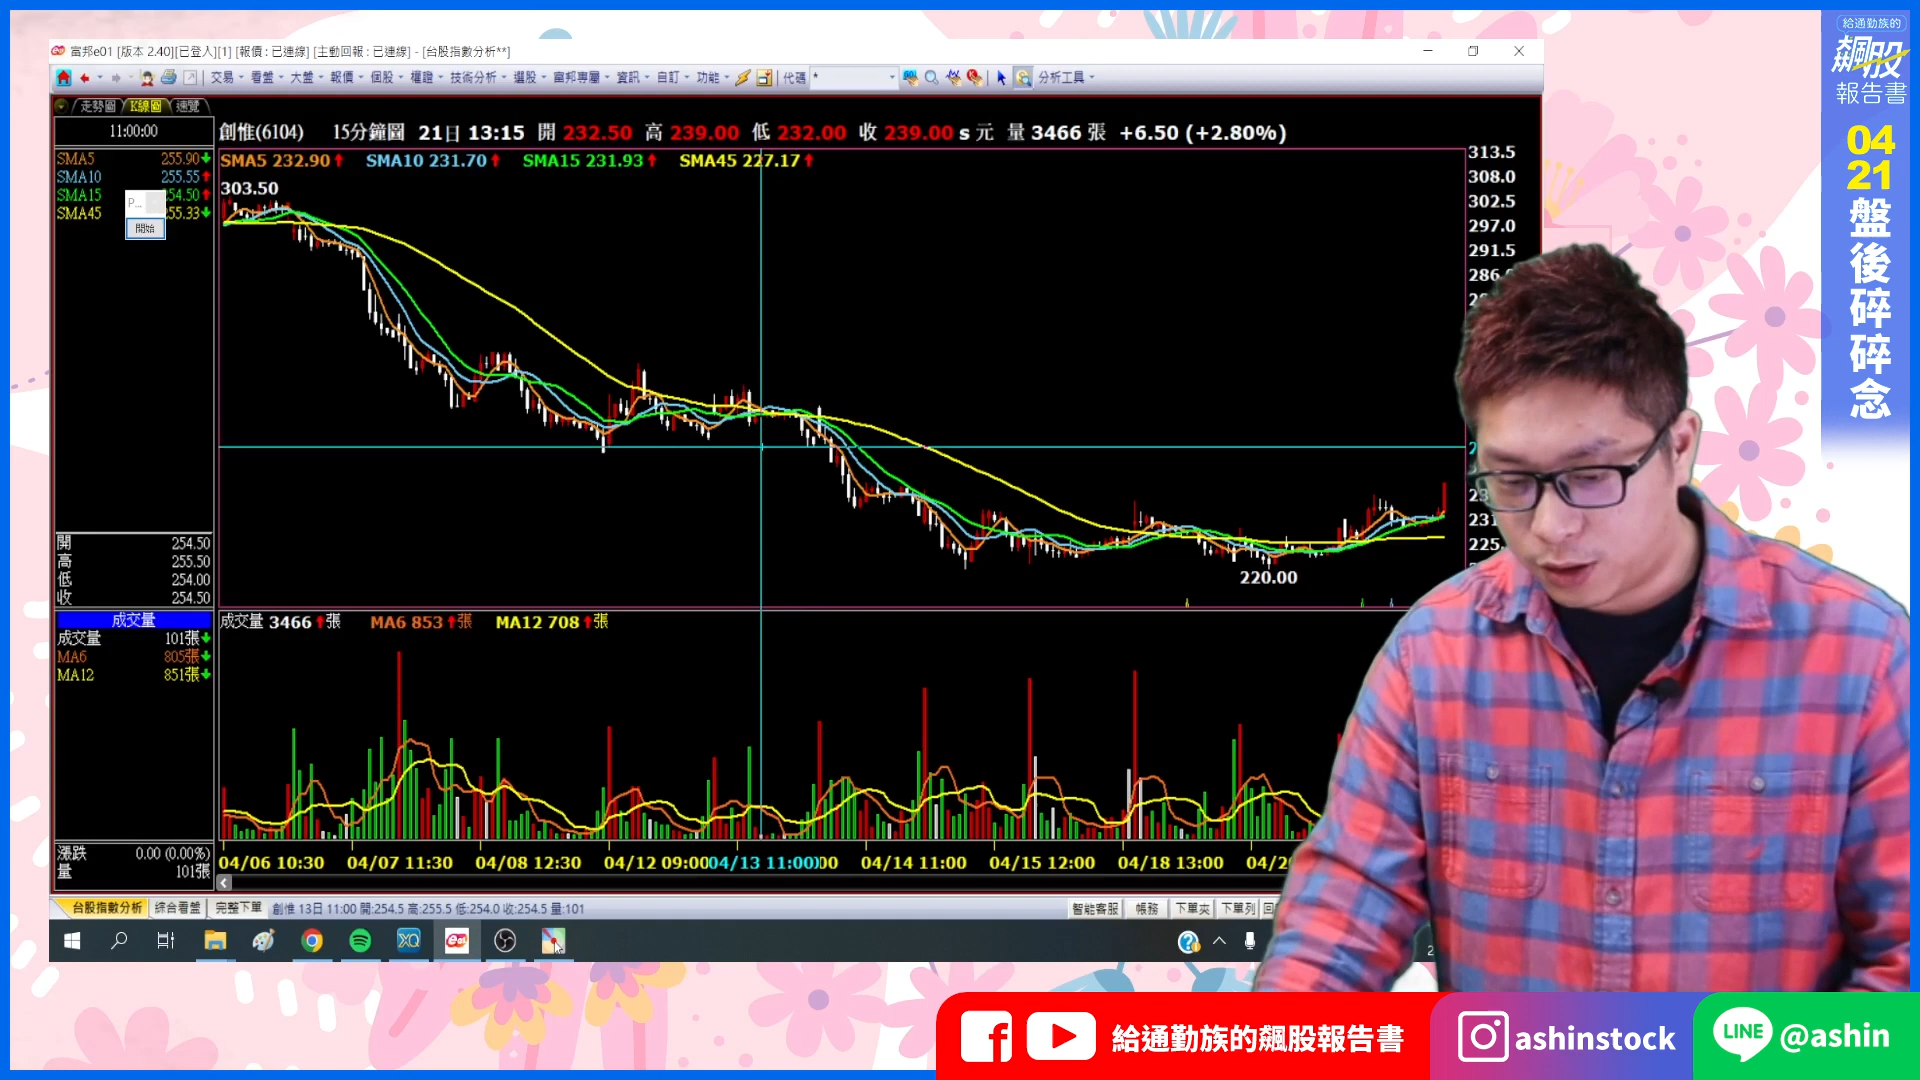 富邦e01 [版本 2.40][已登入][1] [報價:已連線] [主動回報:已連線] - [台股指數分析**]
交易 看盤 大盤 報價 個股 權證 技術分析 選股 富邦專屬 資訊 自訂 功能 代碼 * 分析工具
走勢圖 K線圖 速覽
11:00:00
創惟(6104) 15分鐘圖 21日 13:15 開 232.50 高 239.00 低 232.00 收 239.00 s 元 量 3466 張 +6.50 (+2.80%)
SMA5 232.90 SMA10 231.70 SMA15 231.93 SMA45 227.17
SMA5 255.90
SMA10 255.55
SMA15 254.50
SMA45 255.33
P...
開始
303.50
313.5
308.0
302.5
297.0
291.5
220.00
開 254.50
高 255.50
低 254.00
收 254.50
成交量
成交量 101張
MA6 805張
MA12 851張
成交量 3466 張 MA6 853 張 MA12 708 張
漲跌 0.00 (0.00%)
量 101張
04/06 10:30 04/07 11:30 04/08 12:30 04/12 09:00 04/13 11:00 04/14 11:00 04/15 12:00 04/18 13:00
台股指數分析 綜合看盤 完整下單 創惟 13日 11:00 開:254.5 高:255.5 低:254.0 收:254.5 量:101
智能客服 帳務 下單夾 下單列
給通勤族的
飆股
報告書
04
21
盤後碎碎念
給通勤族的飆股報告書
ashinstock
LINE @ashin